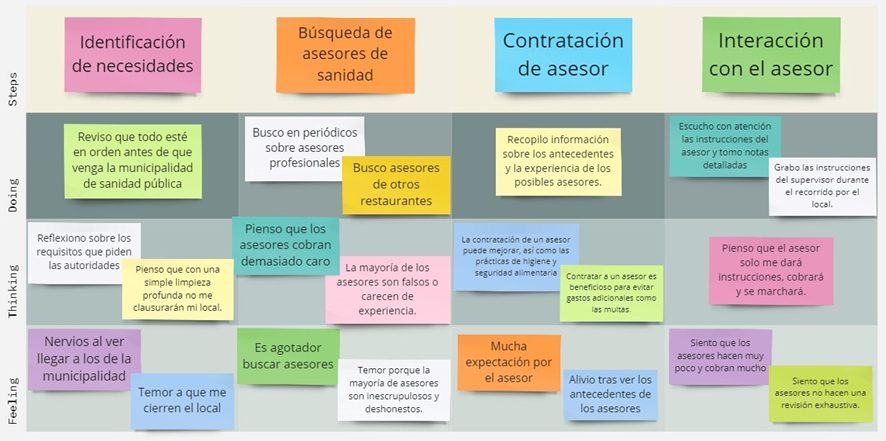 Steps
Identificación
de necesidades
Búsqueda de
asesores de
sanidad
Contratación
de asesor
Interacción
con el asesor
Doing
Reviso que todo esté
en orden antes de que
venga la municipalidad
de sanidad pública
Busco en periódicos
sobre asesores
profesionales
Busco asesores
de otros
restaurantes
Recopilo información
sobre los antecedentes
y la experiencia de los
posibles asesores.
Escucho con atención
las instrucciones del
asesor y tomo notas
detalladas
Grabo las instrucciones
del supervisor durante
el recorrido por el
local.
Thinking
Reflexiono sobre los
requisitos que piden
las autoridades
Pienso que con una
simple limpieza
profunda no me
clausurarán mi local.
Pienso que los
asesores cobran
demasiado caro
La mayoría de los
asesores son falsos o
carecen de
experiencia.
La contratación de un asesor
puede mejorar, así como las
prácticas de higiene y
seguridad alimentaria
Contratar a un asesor es
beneficioso para evitar
gastos adicionales como
las multas.
Pienso que el asesor
solo me dará
instrucciones, cobrará
y se marchará.
Feeling
Nervios al ver
llegar a los de la
municipalidad
Temor a que me
cierren el local
Es agotador
buscar asesores
Temor porque la
mayoría de asesores
son inescrupulosos y
deshonestos.
Mucha
expectación por
el asesor
Alivio tras ver los
antecedentes de
los asesores
Siento que los
asesores hacen muy
poco y cobran mucho
Siento que los
asesores no hacen una
revisión exhaustiva.